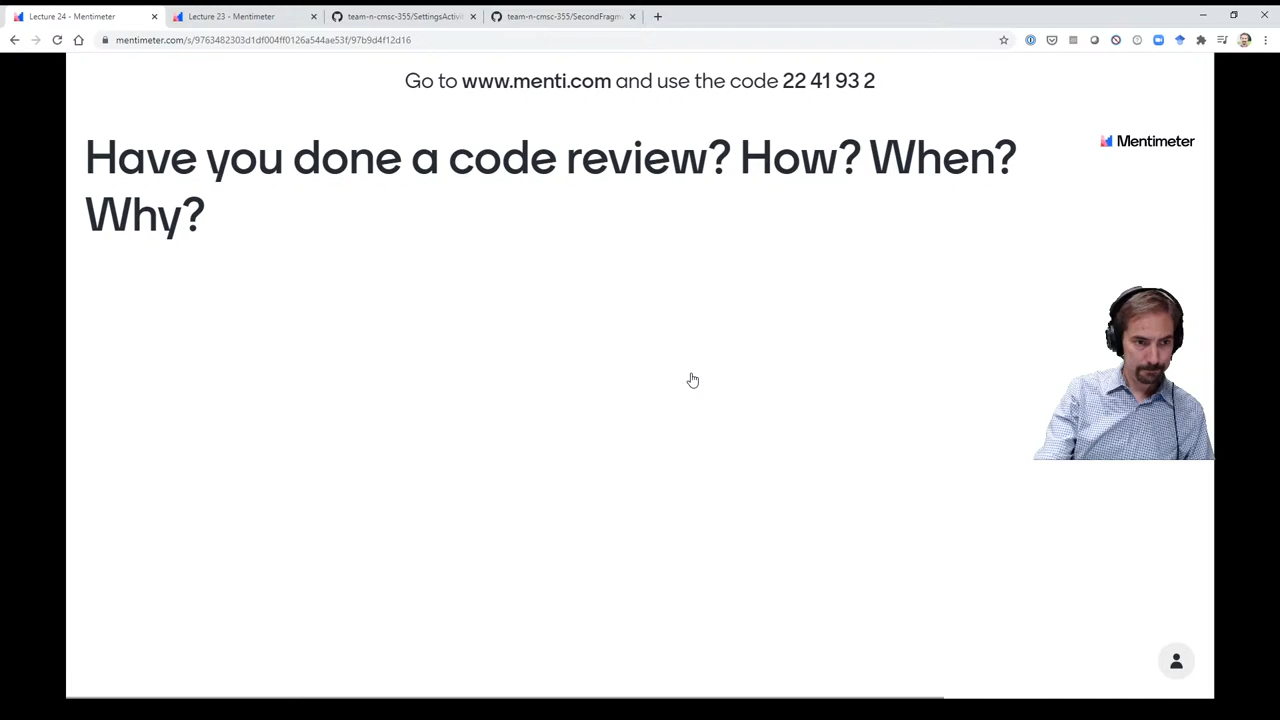 Lecture 24 - Mentimeter
Lecture 23 - Mentimeter
team-n-cmsc-355/SettingsActivit
team-n-cmsc-355/SecondFragm
mentimeter.com/s/9763482303d1df004ff0126a544ae53f/97b9d4f12d16
Go to www.menti.com and use the code 22 41 93 2
Mentimeter
Have you done a code review? How? When?
Why?